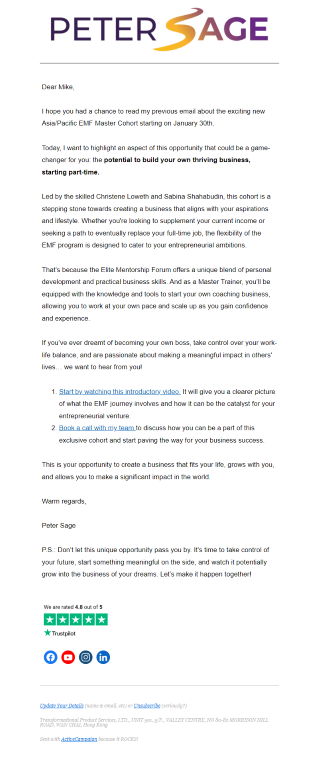 PETER SAGE
Dear Mike,
I hope you had a chance to read my previous email about the exciting new
Asia/Pacific EMF Master Cohort starting on January 30th.
Today, I want to highlight an aspect of this opportunity that could be a game-
changer for you: the potential to build your own thriving business,
starting part-time.
Led by the skilled Christene Loweth and Sabina Shahabudin, this cohort is a
stepping stone towards creating a business that aligns with your aspirations
and lifestyle. Whether you're looking to supplement your current income or
seeking a path to eventually replace your full-time job, the flexibility of the
EMF program is designed to cater to your entrepreneurial ambitions.
That's because the Elite Mentorship Forum offers a unique blend of personal
development and practical business skills. And as a Master Trainer, you'll be
equipped with the knowledge and tools to start your own coaching business,
allowing you to work at your own pace and scale up as you gain confidence
and experience.
If you've ever dreamt of becoming your own boss, take control over your work-
life balance, and are passionate about making a meaningful impact in others'
lives… we want to hear from you!
1. Start by watching this introductory video. It will give you a clearer picture
of what the EMF journey involves and how it can be the catalyst for your
entrepreneurial venture.
2. Book a call with my team to discuss how you can be a part of this
exclusive cohort and start paving the way for your business success.
This is your opportunity to create a business that fits your life, grows with you,
and allows you to make a significant impact in the world.
Warm regards,
Peter Sage
P.S.: Don't let this unique opportunity pass you by. It's time to take control of
your future, start something meaningful on the side, and watch it potentially
grow into the business of your dreams. Let's make it happen together!
We are rated 4.8 out of 5
Trustpilot
Update Your Details (name & email, etc) or Unsubscribe (seriously?)
Transformational Product Services, LTD., UNIT 501, 5/F., VALLEY CENTRE, NO 80-82 MORRISON HILL
ROAD, WAN CHAI, Hong Kong
Sent with ActiveCampaign because it ROCKS!